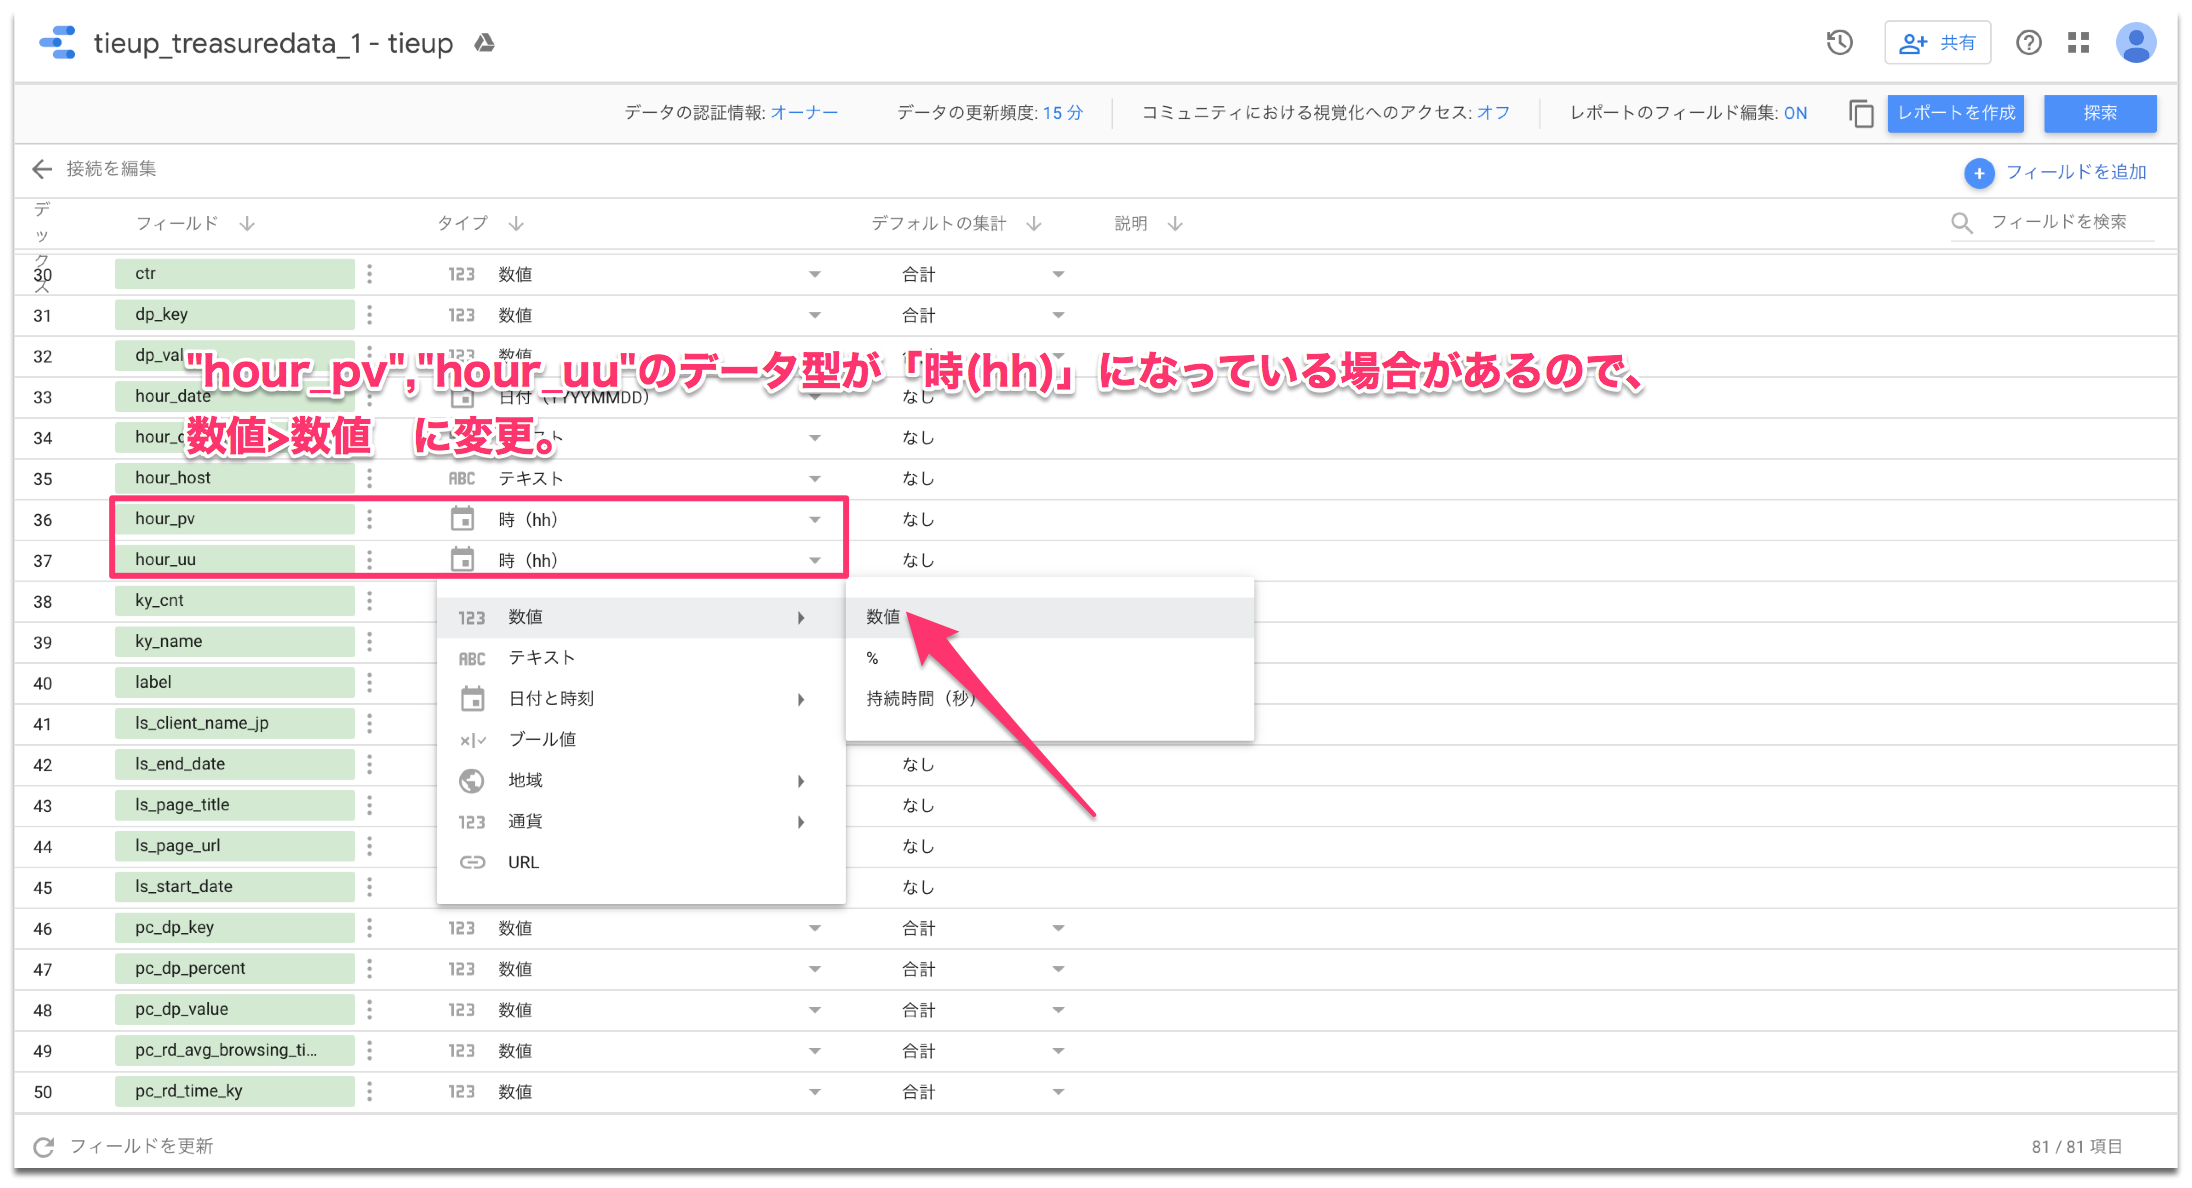 tieup_treasuredata_1 - tieup
共有
データの認証情報: オーナー
データの更新頻度: 15 分
コミュニティにおける視覚化へのアクセス: オフ
レポートのフィールド編集: ON
レポートを作成
探索
接続を編集
フィールドを追加
デックス
フィールド
タイプ
デフォルトの集計
説明
フィールドを検索
30 ctr 123 数値 合計
31 dp_key 123 数値 合計
32 dp_val 123 数値
"hour_pv","hour_uu"のデータ型が「時(hh)」になっている場合があるので、
33 hour_date 日付（YYYYMMDD） なし
数値>数値　に変更。
34 なし
35 hour_host ABC テキスト なし
36 hour_pv 時（hh） なし
37 hour_uu 時（hh） なし
38 ky_cnt
39 ky_name
40 label
41 ls_client_name_jp
42 ls_end_date なし
43 ls_page_title なし
44 ls_page_url なし
45 ls_start_date なし
123 数値
ABC テキスト
日付と時刻
ブール値
地域
123 通貨
URL
数値
%
持続時間（秒）
46 pc_dp_key 123 数値 合計
47 pc_dp_percent 123 数値 合計
48 pc_dp_value 123 数値 合計
49 pc_rd_avg_browsing_ti... 123 数値 合計
50 pc_rd_time_ky 123 数値 合計
フィールドを更新
81 / 81 項目